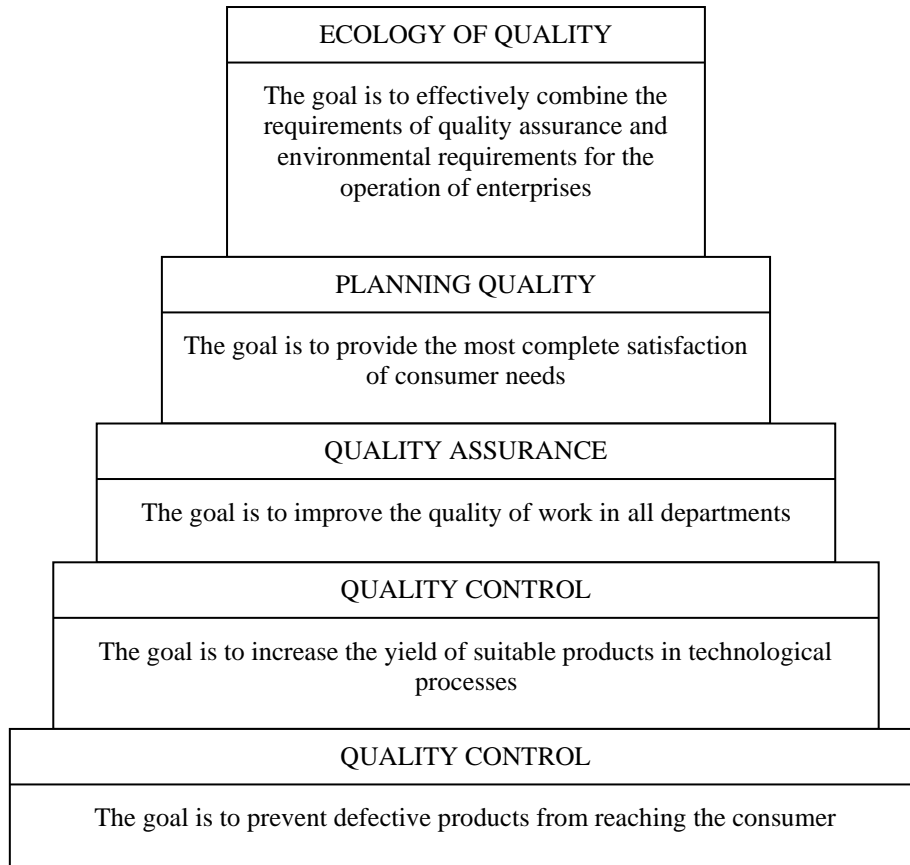 ECOLOGY OF QUALITY
The goal is to effectively combine the
requirements of quality assurance and
environmental requirements for the
operation of enterprises
PLANNING QUALITY
The goal is to provide the most complete satisfaction
of consumer needs
QUALITY ASSURANCE
The goal is to improve the quality of work in all departments
QUALITY CONTROL
The goal is to increase the yield of suitable products in technological
processes
QUALITY CONTROL
The goal is to prevent defective products from reaching the consumer